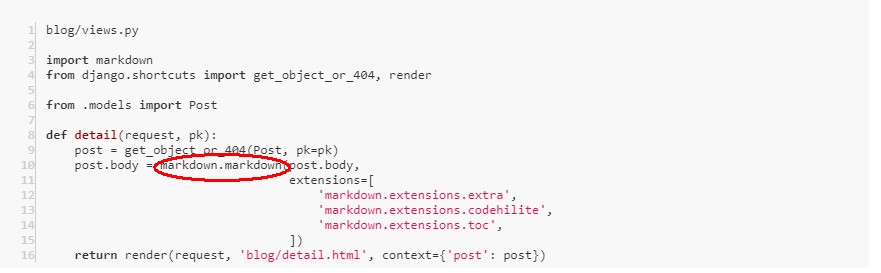 1 blog/views.py
2
3 import markdown
4 from django.shortcuts import get_object_or_404, render
5
6 from .models import Post
7
8 def detail(request, pk):
9     post = get_object_or_404(Post, pk=pk)
10     post.body = markdown.markdown(post.body,
11                                   extensions=[
12                                       'markdown.extensions.extra',
13                                       'markdown.extensions.codehilite',
14                                       'markdown.extensions.toc',
15                                   ])
16     return render(request, 'blog/detail.html', context={'post': post})